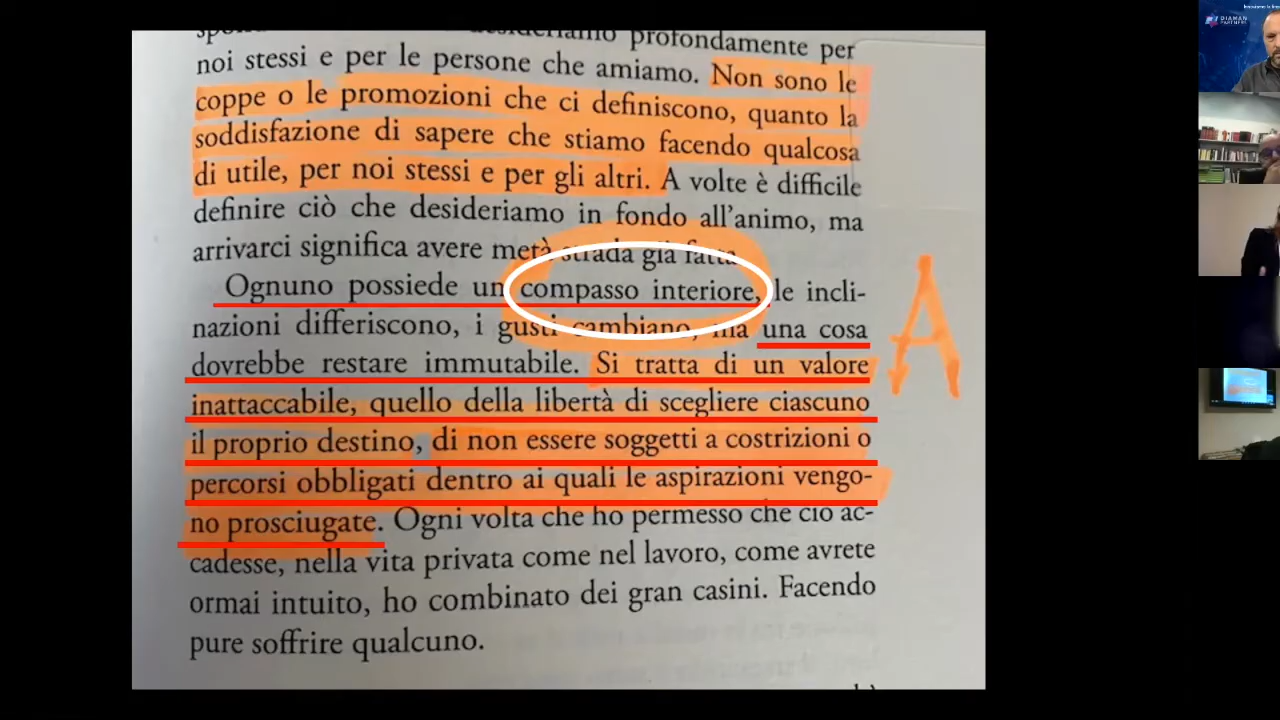 profondamente per
noi stessi e per le persone che amiamo. Non sono le
coppe o le promozioni che ci definiscono, quanto la
soddisfazione di sapere che stiamo facendo qualcosa
di utile, per noi stessi e per gli altri. A volte è difficile
definire ciò che desideriamo in fondo all'animo, ma
arrivarci significa avere metà strada già fatta
Ognuno possiede un compasso interiore, le incli-
nazioni differiscono, i gusti cambiano, ma una cosa
dovrebbe restare immutabile. Si tratta di un valore
inattaccabile, quello della libertà di scegliere ciascuno
il proprio destino, di non essere soggetti a costrizioni o
percorsi obbligati dentro ai quali le aspirazioni vengo-
no prosciugate. Ogni volta che ho permesso che ciò ac-
cadesse, nella vita privata come nel lavoro, come avrete
ormai intuito, ho combinato dei gran casini. Facendo
pure soffrire qualcuno.
A
DIAMAN
PARTNERS